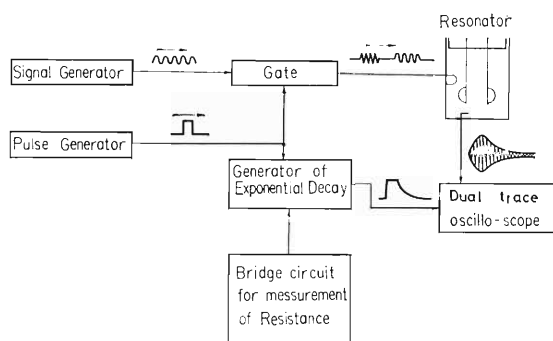 Resonator
Signal Generator
Gate
Pulse Generator
Generator of
Exponential Decay
Dual trace
oscillo-scope
Bridge circuit
for messurement
of Resistance